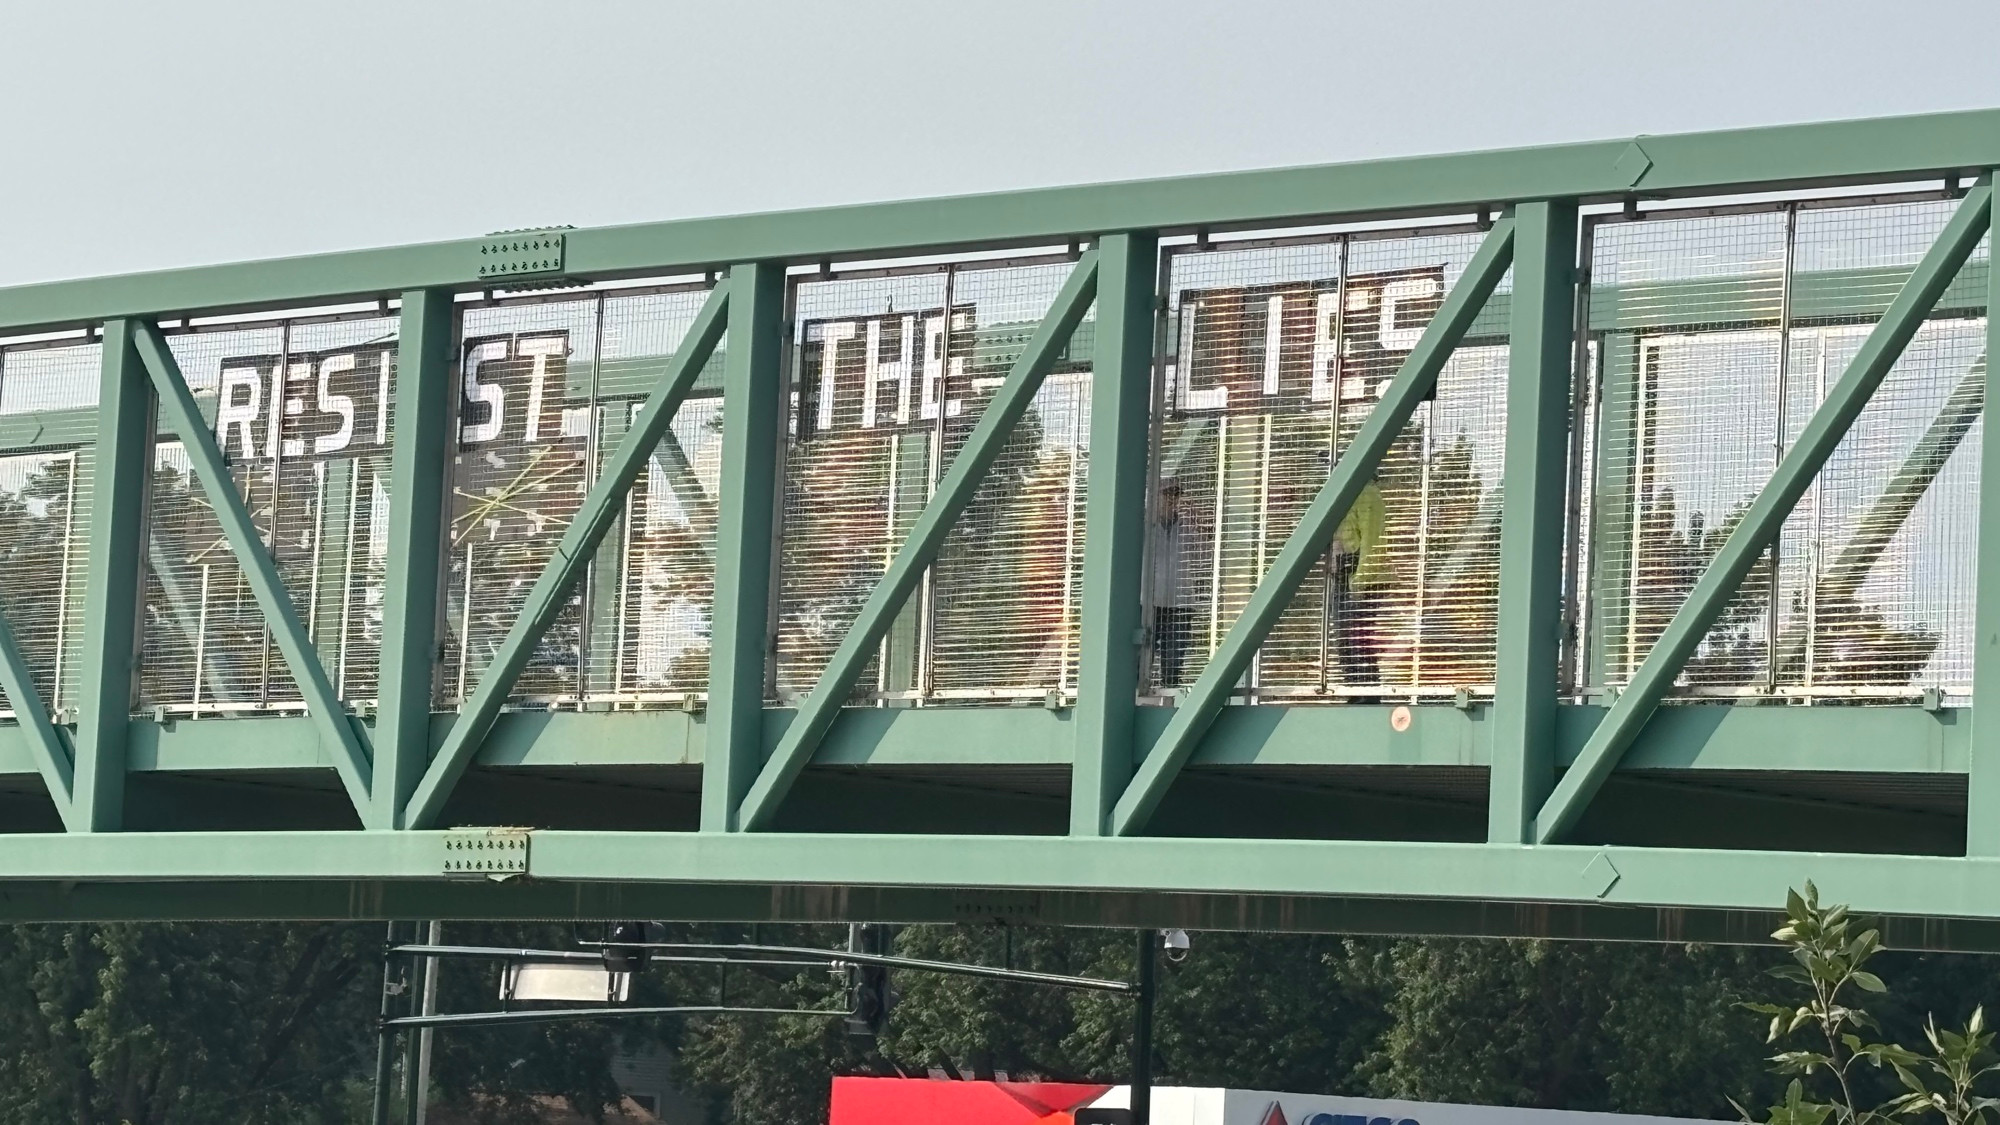 RESIST THE LIES